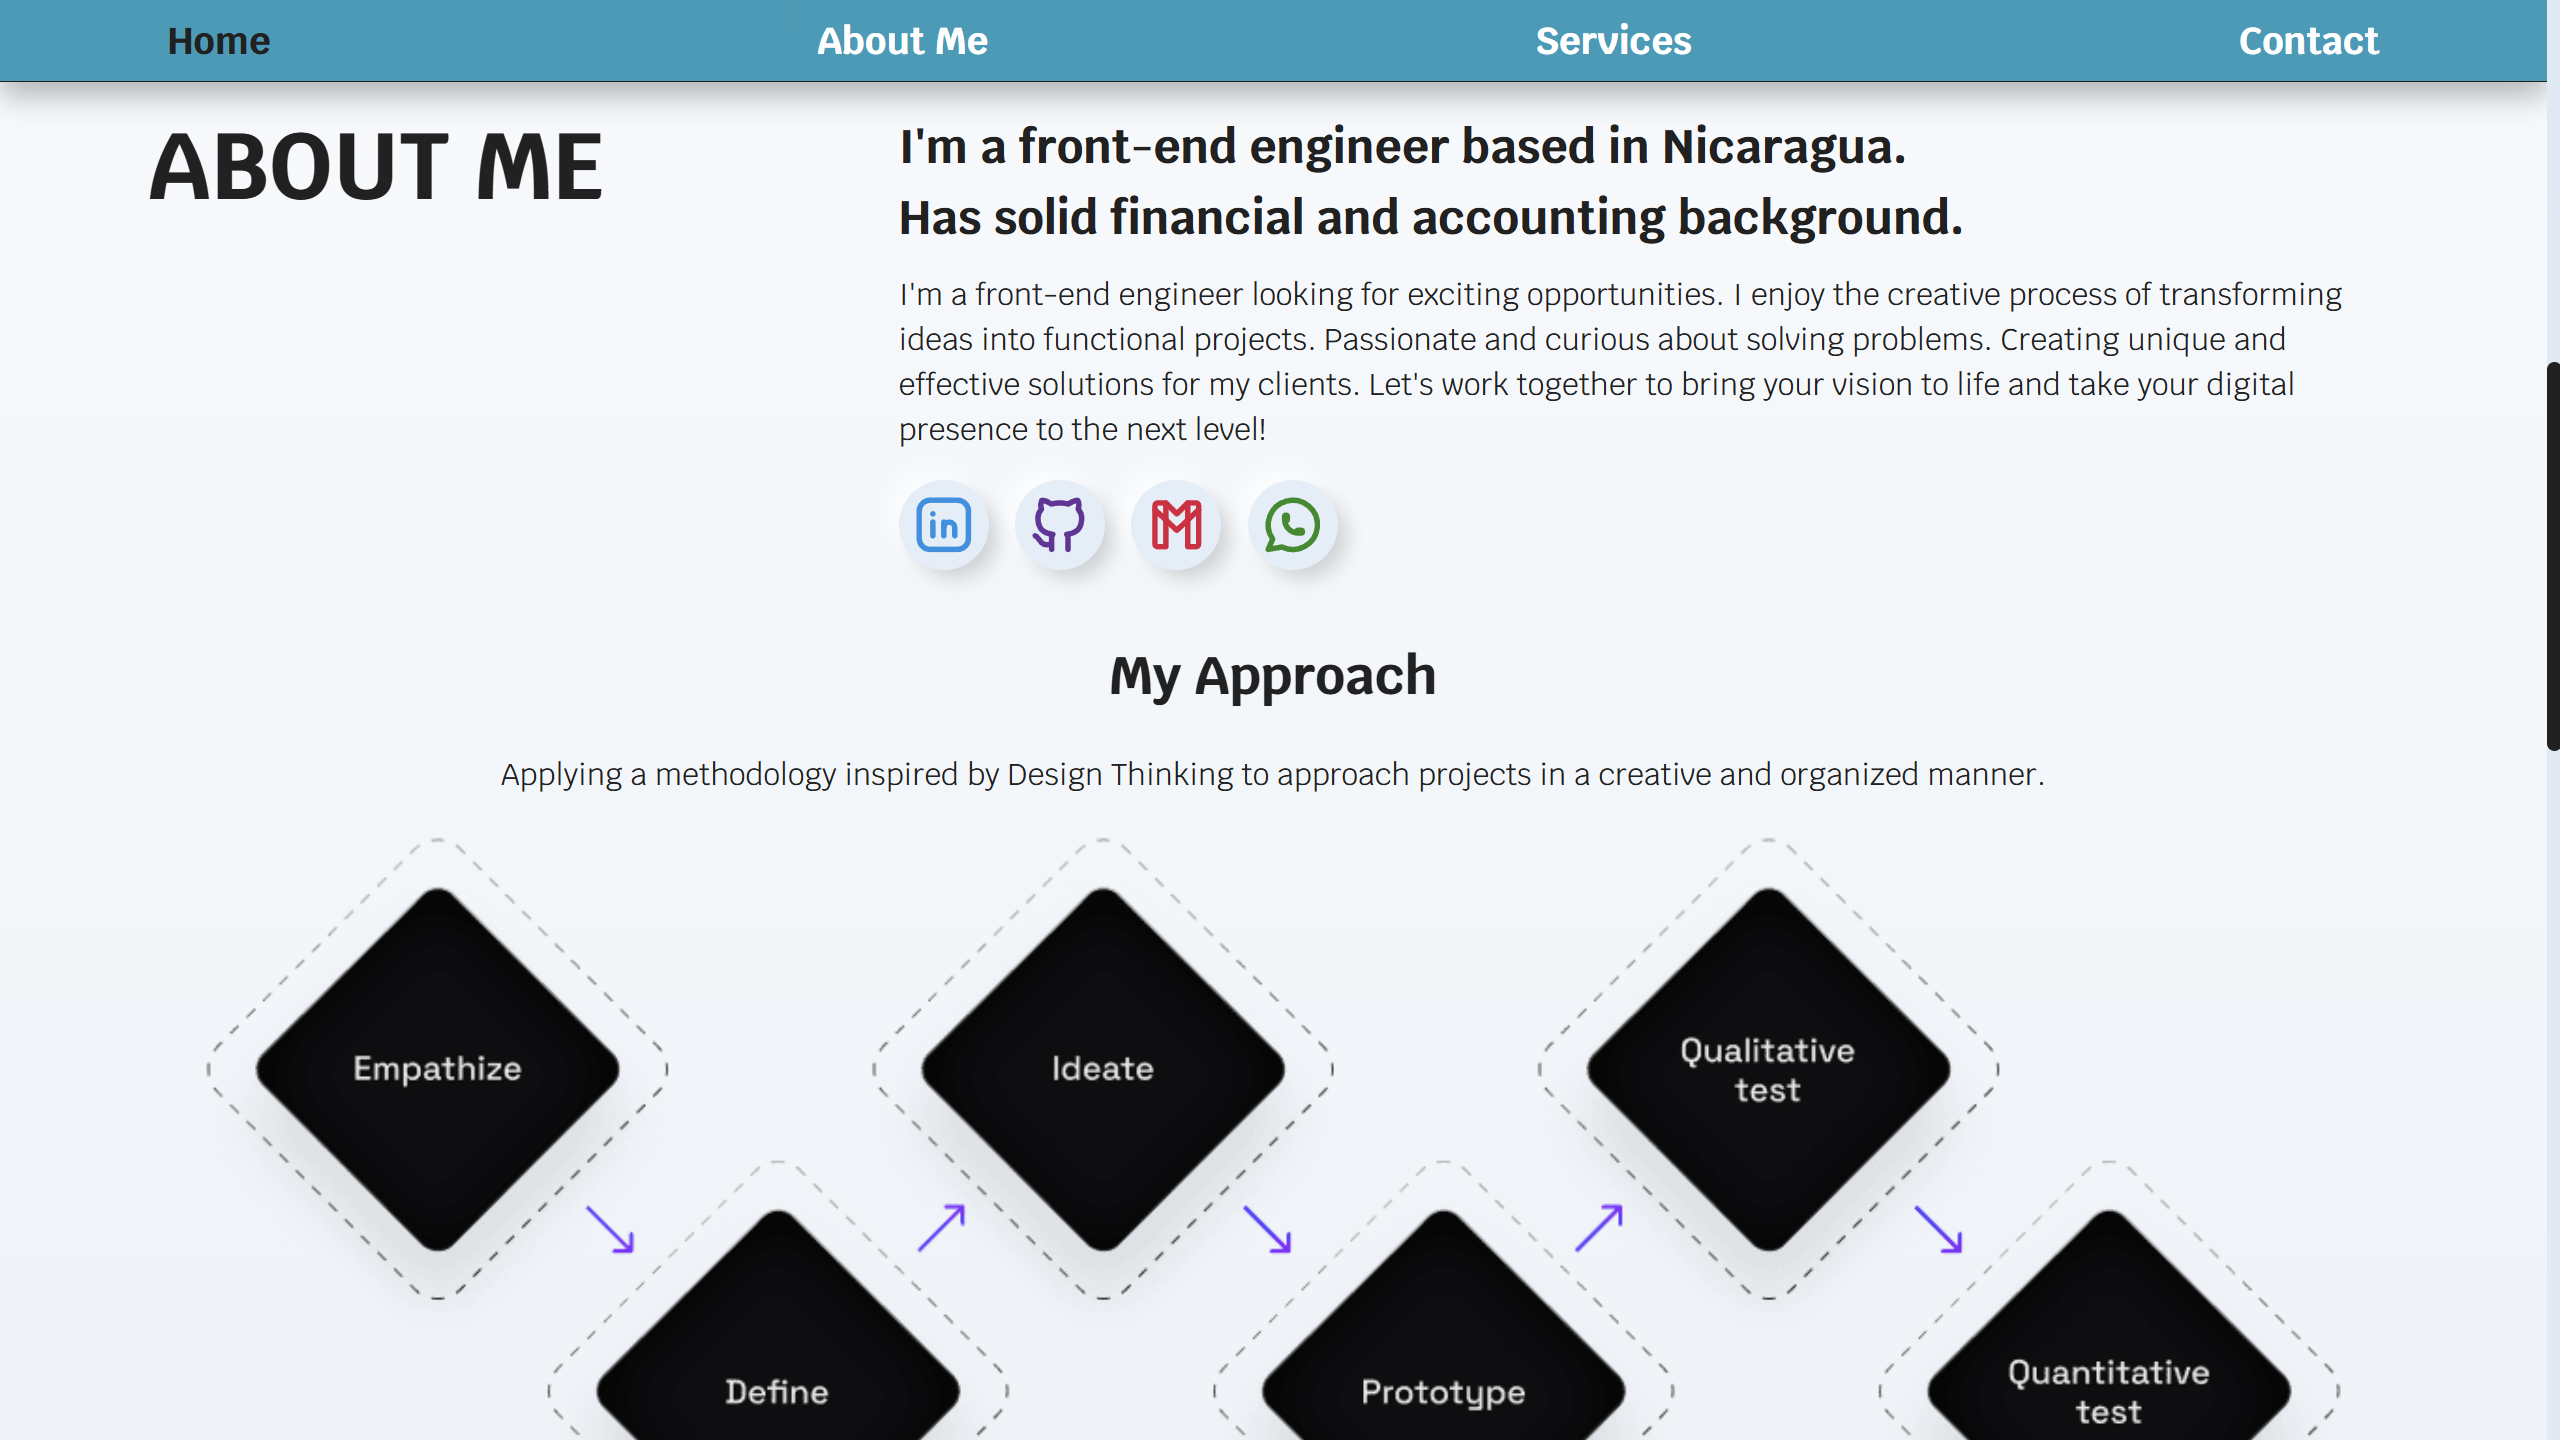 Home
About Me
Services
Contact
ABOUT ME
I'm a front-end engineer based in Nicaragua.
Has solid financial and accounting background.
I'm a front-end engineer looking for exciting opportunities. I enjoy the creative process of transforming
ideas into functional projects. Passionate and curious about solving problems. Creating unique and
effective solutions for my clients. Let's work together to bring your vision to life and take your digital
presence to the next level!
in
My Approach
Applying a methodology inspired by Design Thinking to approach projects in a creative and organized manner.
Empathize
Ideate
Qualitative
test
Define
Prototype
Quantitative
test